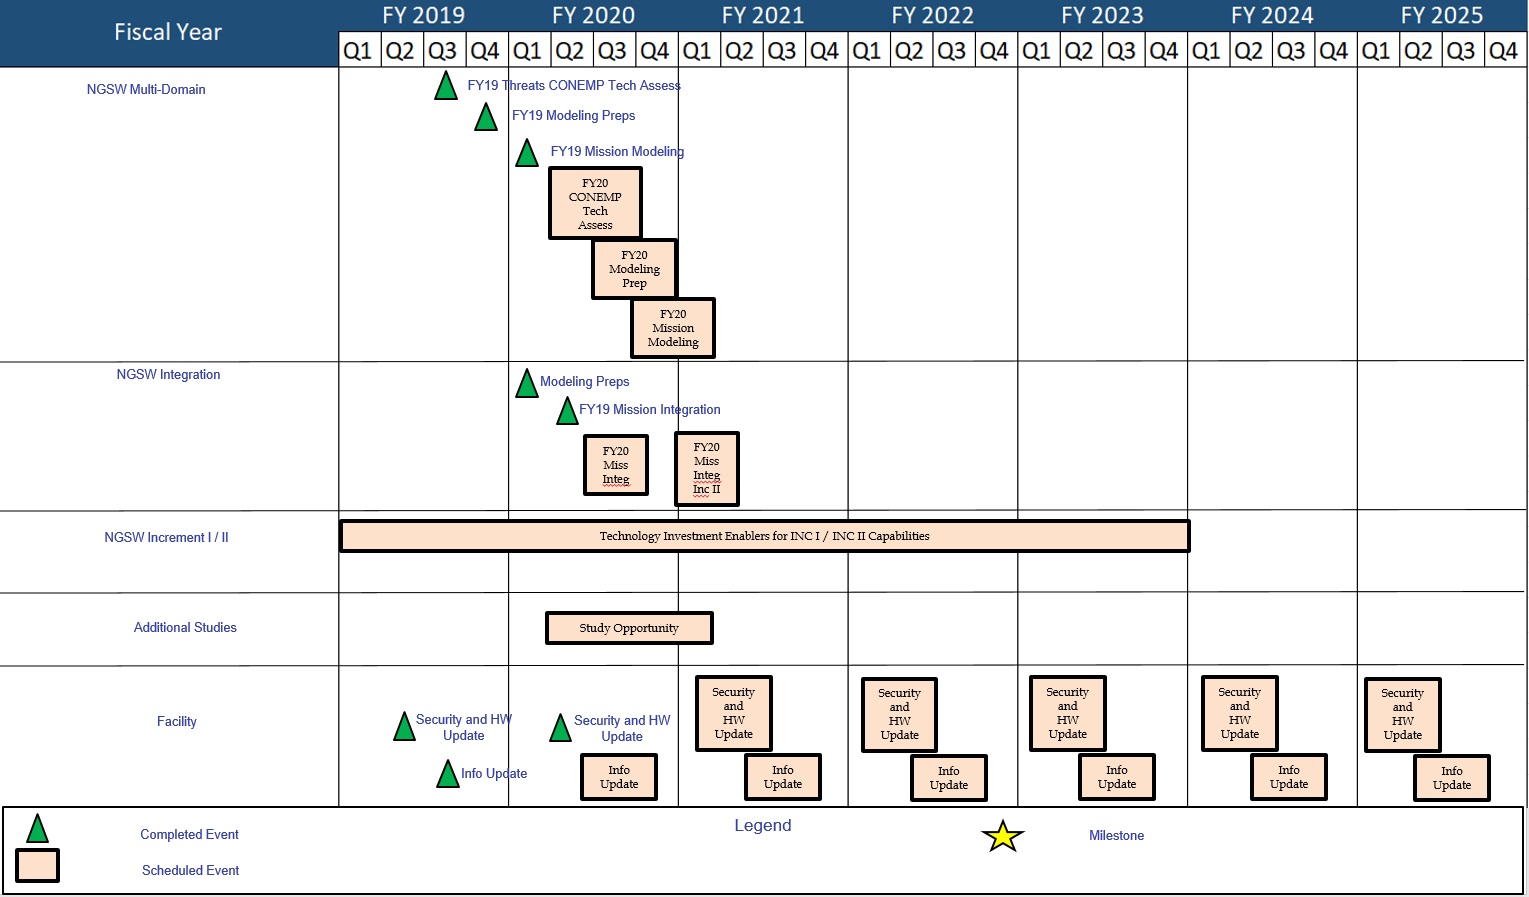 Fiscal Year
FY 2019 FY 2020 FY 2021 FY 2022 FY 2023 FY 2024 FY 2025
Q1 Q2 Q3 Q4 Q1 Q2 Q3 Q4 Q1 Q2 Q3 Q4 Q1 Q2 Q3 Q4 Q1 Q2 Q3 Q4 Q1 Q2 Q3 Q4 Q1 Q2 Q3 Q4
NGSW Multi-Domain
FY19 Threats CONEMP Tech Assess
FY19 Modeling Preps
FY19 Mission Modeling
FY20
CONEMP
Tech
Assess
FY20
Modeling
Prep
FY20
Mission
Modeling
NGSW Integration
Modeling Preps
FY19 Mission Integration
FY20
Miss
Integ
FY20
Miss
Integ
Inc II
NGSW Increment I / II
Technology Investment Enablers for INC I / INC II Capabilities
Additional Studies
Study Opportunity
Facility
Security and HW
Update
Info Update
Security and HW
Update
Info
Update
Security
and
HW
Update
Info
Update
Security
and
HW
Update
Info
Update
Security
and
HW
Update
Info
Update
Security
and
HW
Update
Info
Update
Security
and
HW
Update
Info
Update
Legend
Completed Event
Scheduled Event
Milestone